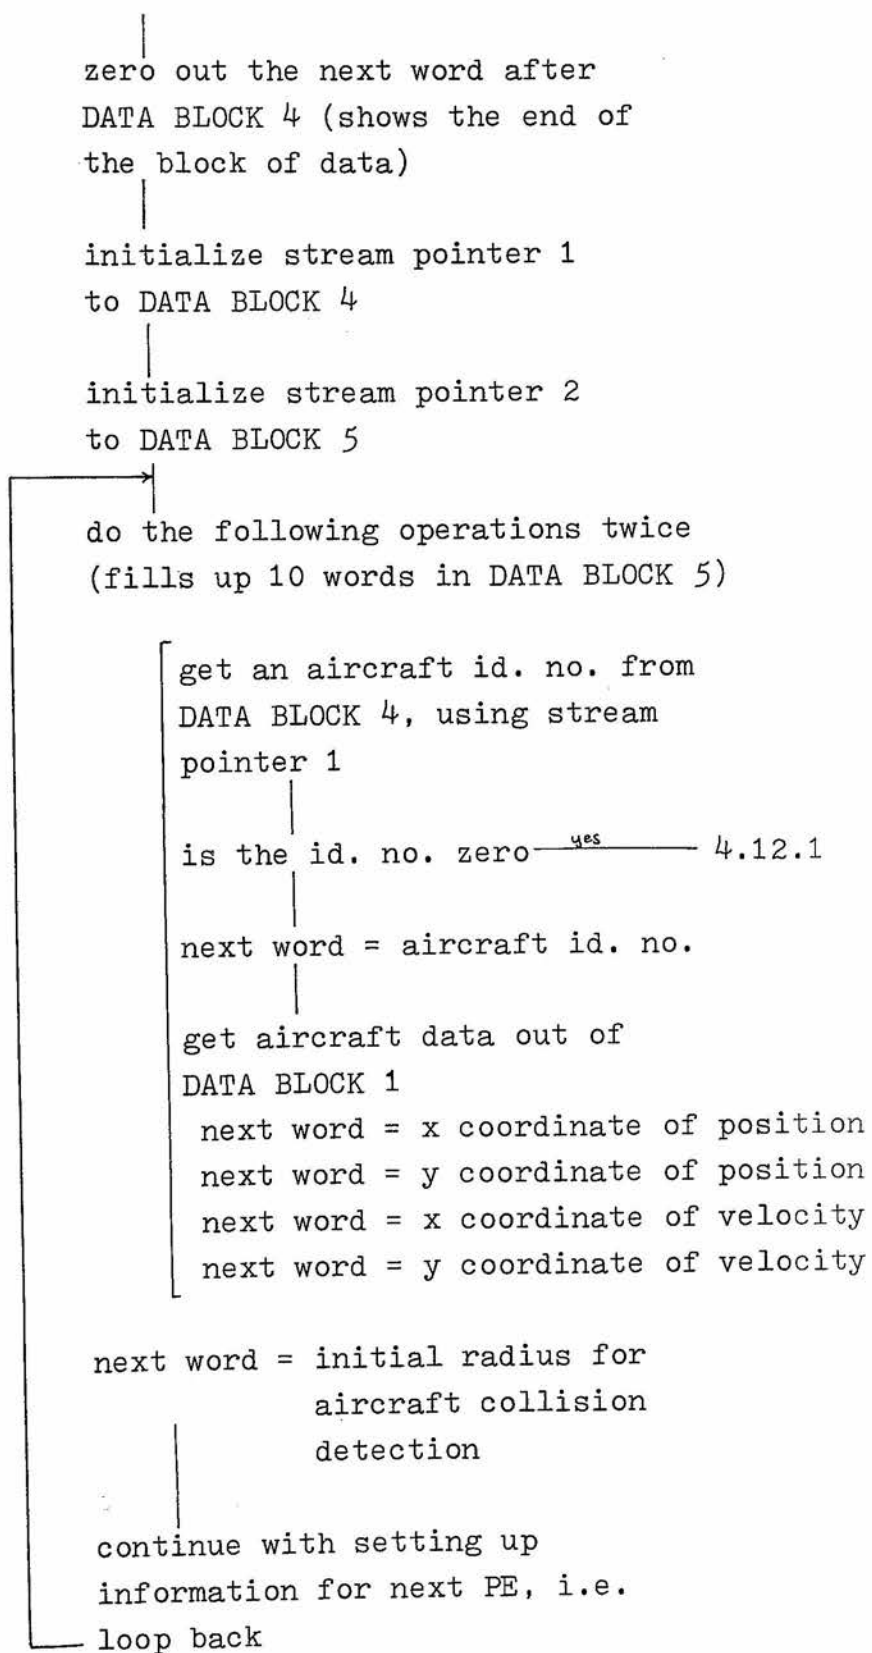 zero out the next word after
DATA BLOCK 4 (shows the end of
the block of data)
initialize stream pointer 1
to DATA BLOCK 4
initialize stream pointer 2
to DATA BLOCK 5
do the following operations twice
(fills up 10 words in DATA BLOCK 5)
get an aircraft id. no. from
DATA BLOCK 4, using stream
pointer 1
is the id. no. zero yes 4.12.1
next word = aircraft id. no.
get aircraft data out of
DATA BLOCK 1
next word = x coordinate of position
next word = y coordinate of position
next word = x coordinate of velocity
next word = y coordinate of velocity
next word = initial radius for
aircraft collision
detection
continue with setting up
information for next PE, i.e.
loop back